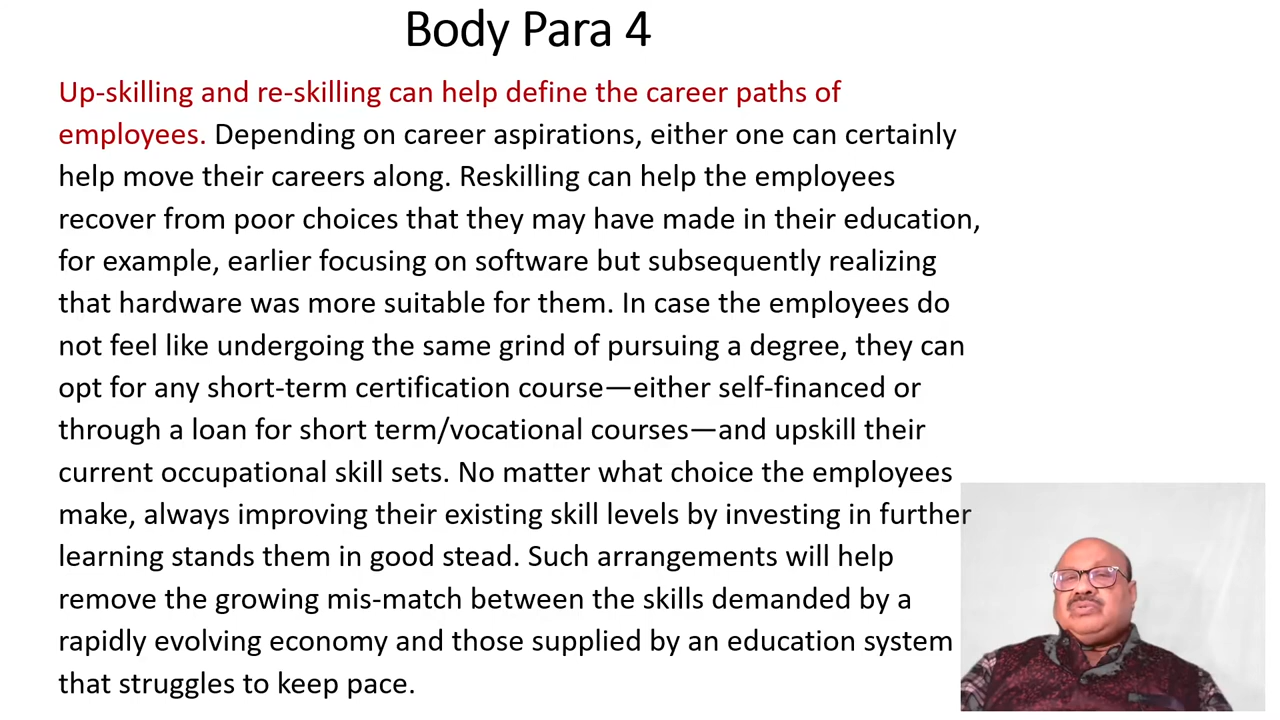 Body Para 4
Up-skilling and re-skilling can help define the career paths of
employees. Depending on career aspirations, either one can certainly
help move their careers along. Reskilling can help the employees
recover from poor choices that they may have made in their education,
for example, earlier focusing on software but subsequently realizing
that hardware was more suitable for them. In case the employees do
not feel like undergoing the same grind of pursuing a degree, they can
opt for any short-term certification course—either self-financed or
through a loan for short term/vocational courses—and upskill their
current occupational skill sets. No matter what choice the employees
make, always improving their existing skill levels by investing in further
learning stands them in good stead. Such arrangements will help
remove the growing mis-match between the skills demanded by a
rapidly evolving economy and those supplied by an education system
that struggles to keep pace.